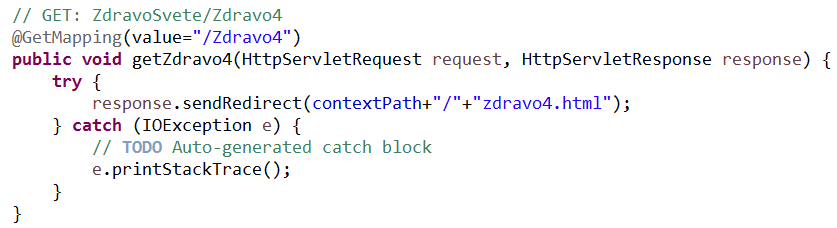 // GET: ZdravoSvete/Zdravo4
@GetMapping(value="/Zdravo4")
public void getZdravo4(HttpServletRequest request, HttpServletResponse response) {
    try {
        response.sendRedirect(contextPath+"/"+"zdravo4.html");
    } catch (IOException e) {
        // TODO Auto-generated catch block
        e.printStackTrace();
    }
}